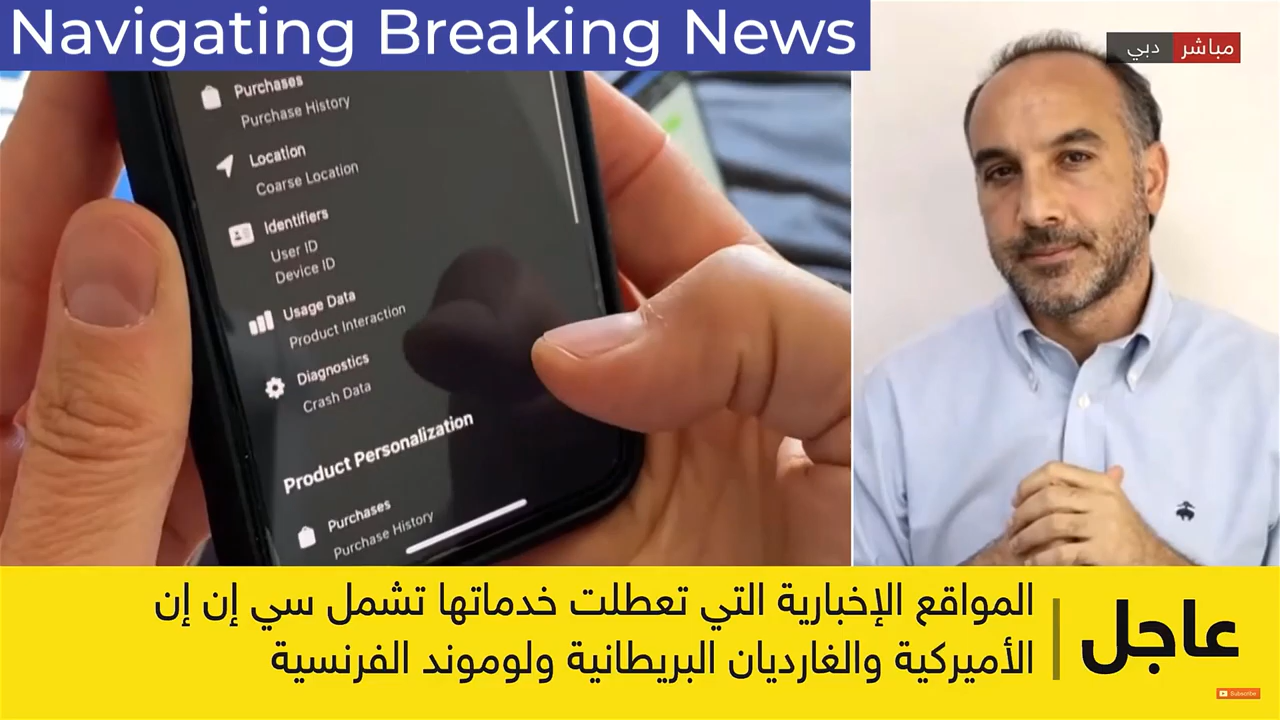 Navigating Breaking News
مباشر
دبي
Purchases
Purchase History
Location
Coarse Location
Identifiers
User ID
Device ID
Usage Data
Product Interaction
Diagnostics
Crash Data
Product Personalization
Purchases
Purchase History
عاجل
المواقع الإخبارية التي تعطلت خدماتها تشمل سي إن إن
الأميركية والغارديان البريطانية ولوموند الفرنسية
Subscribe